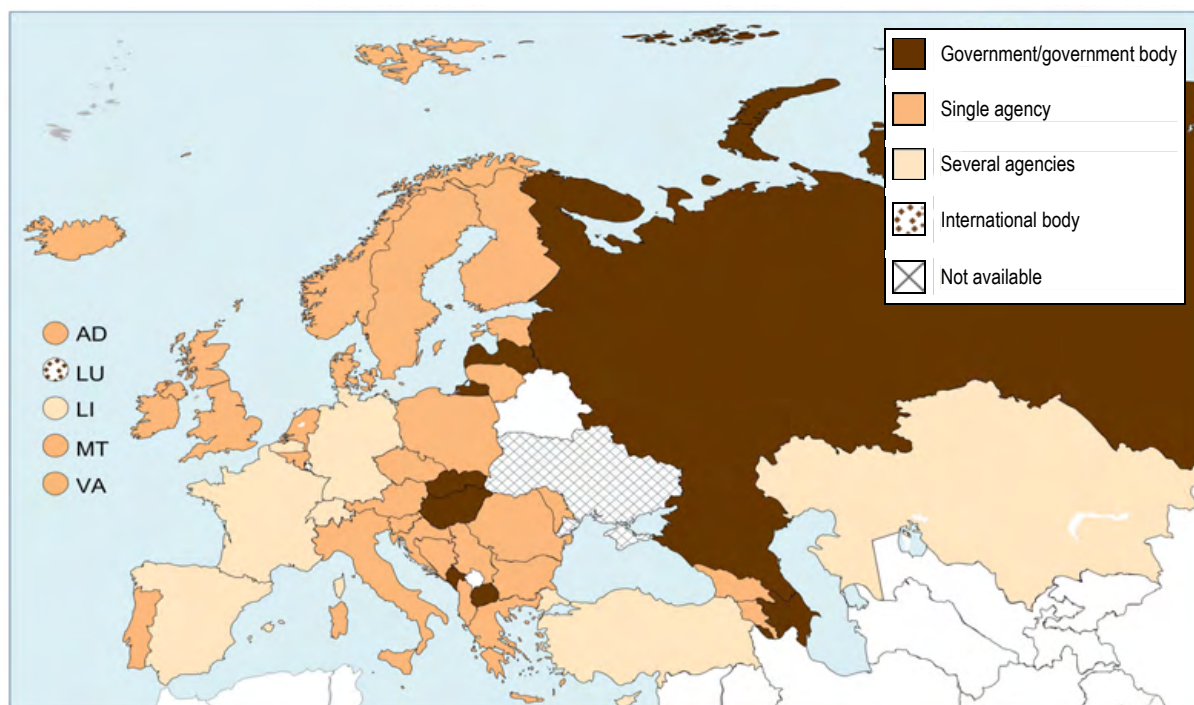 Government/government body
Single agency
Several agencies
International body
Not available
AD
LU
LI
MT
VA